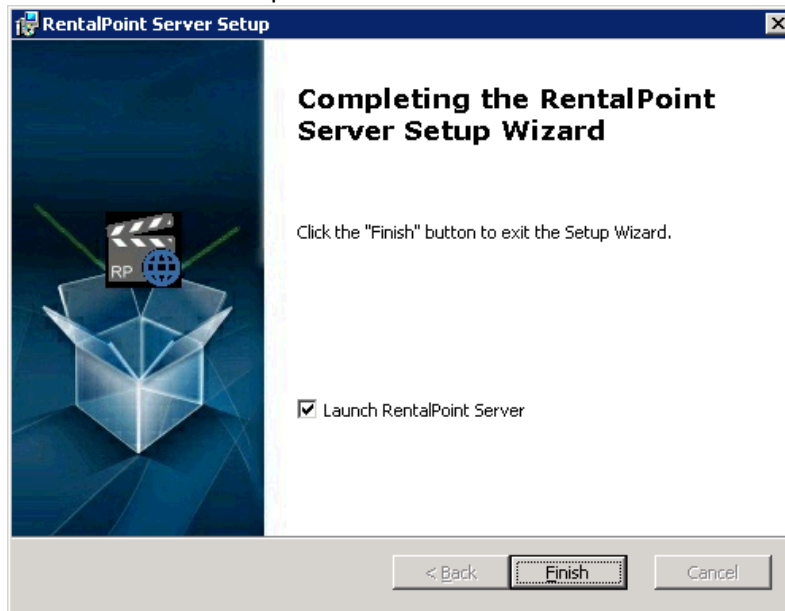 RentalPoint Server Setup
Completing the RentalPoint
Server Setup Wizard
Click the "Finish" button to exit the Setup Wizard.
RP
Launch RentalPoint Server
< Back
Finish
Cancel